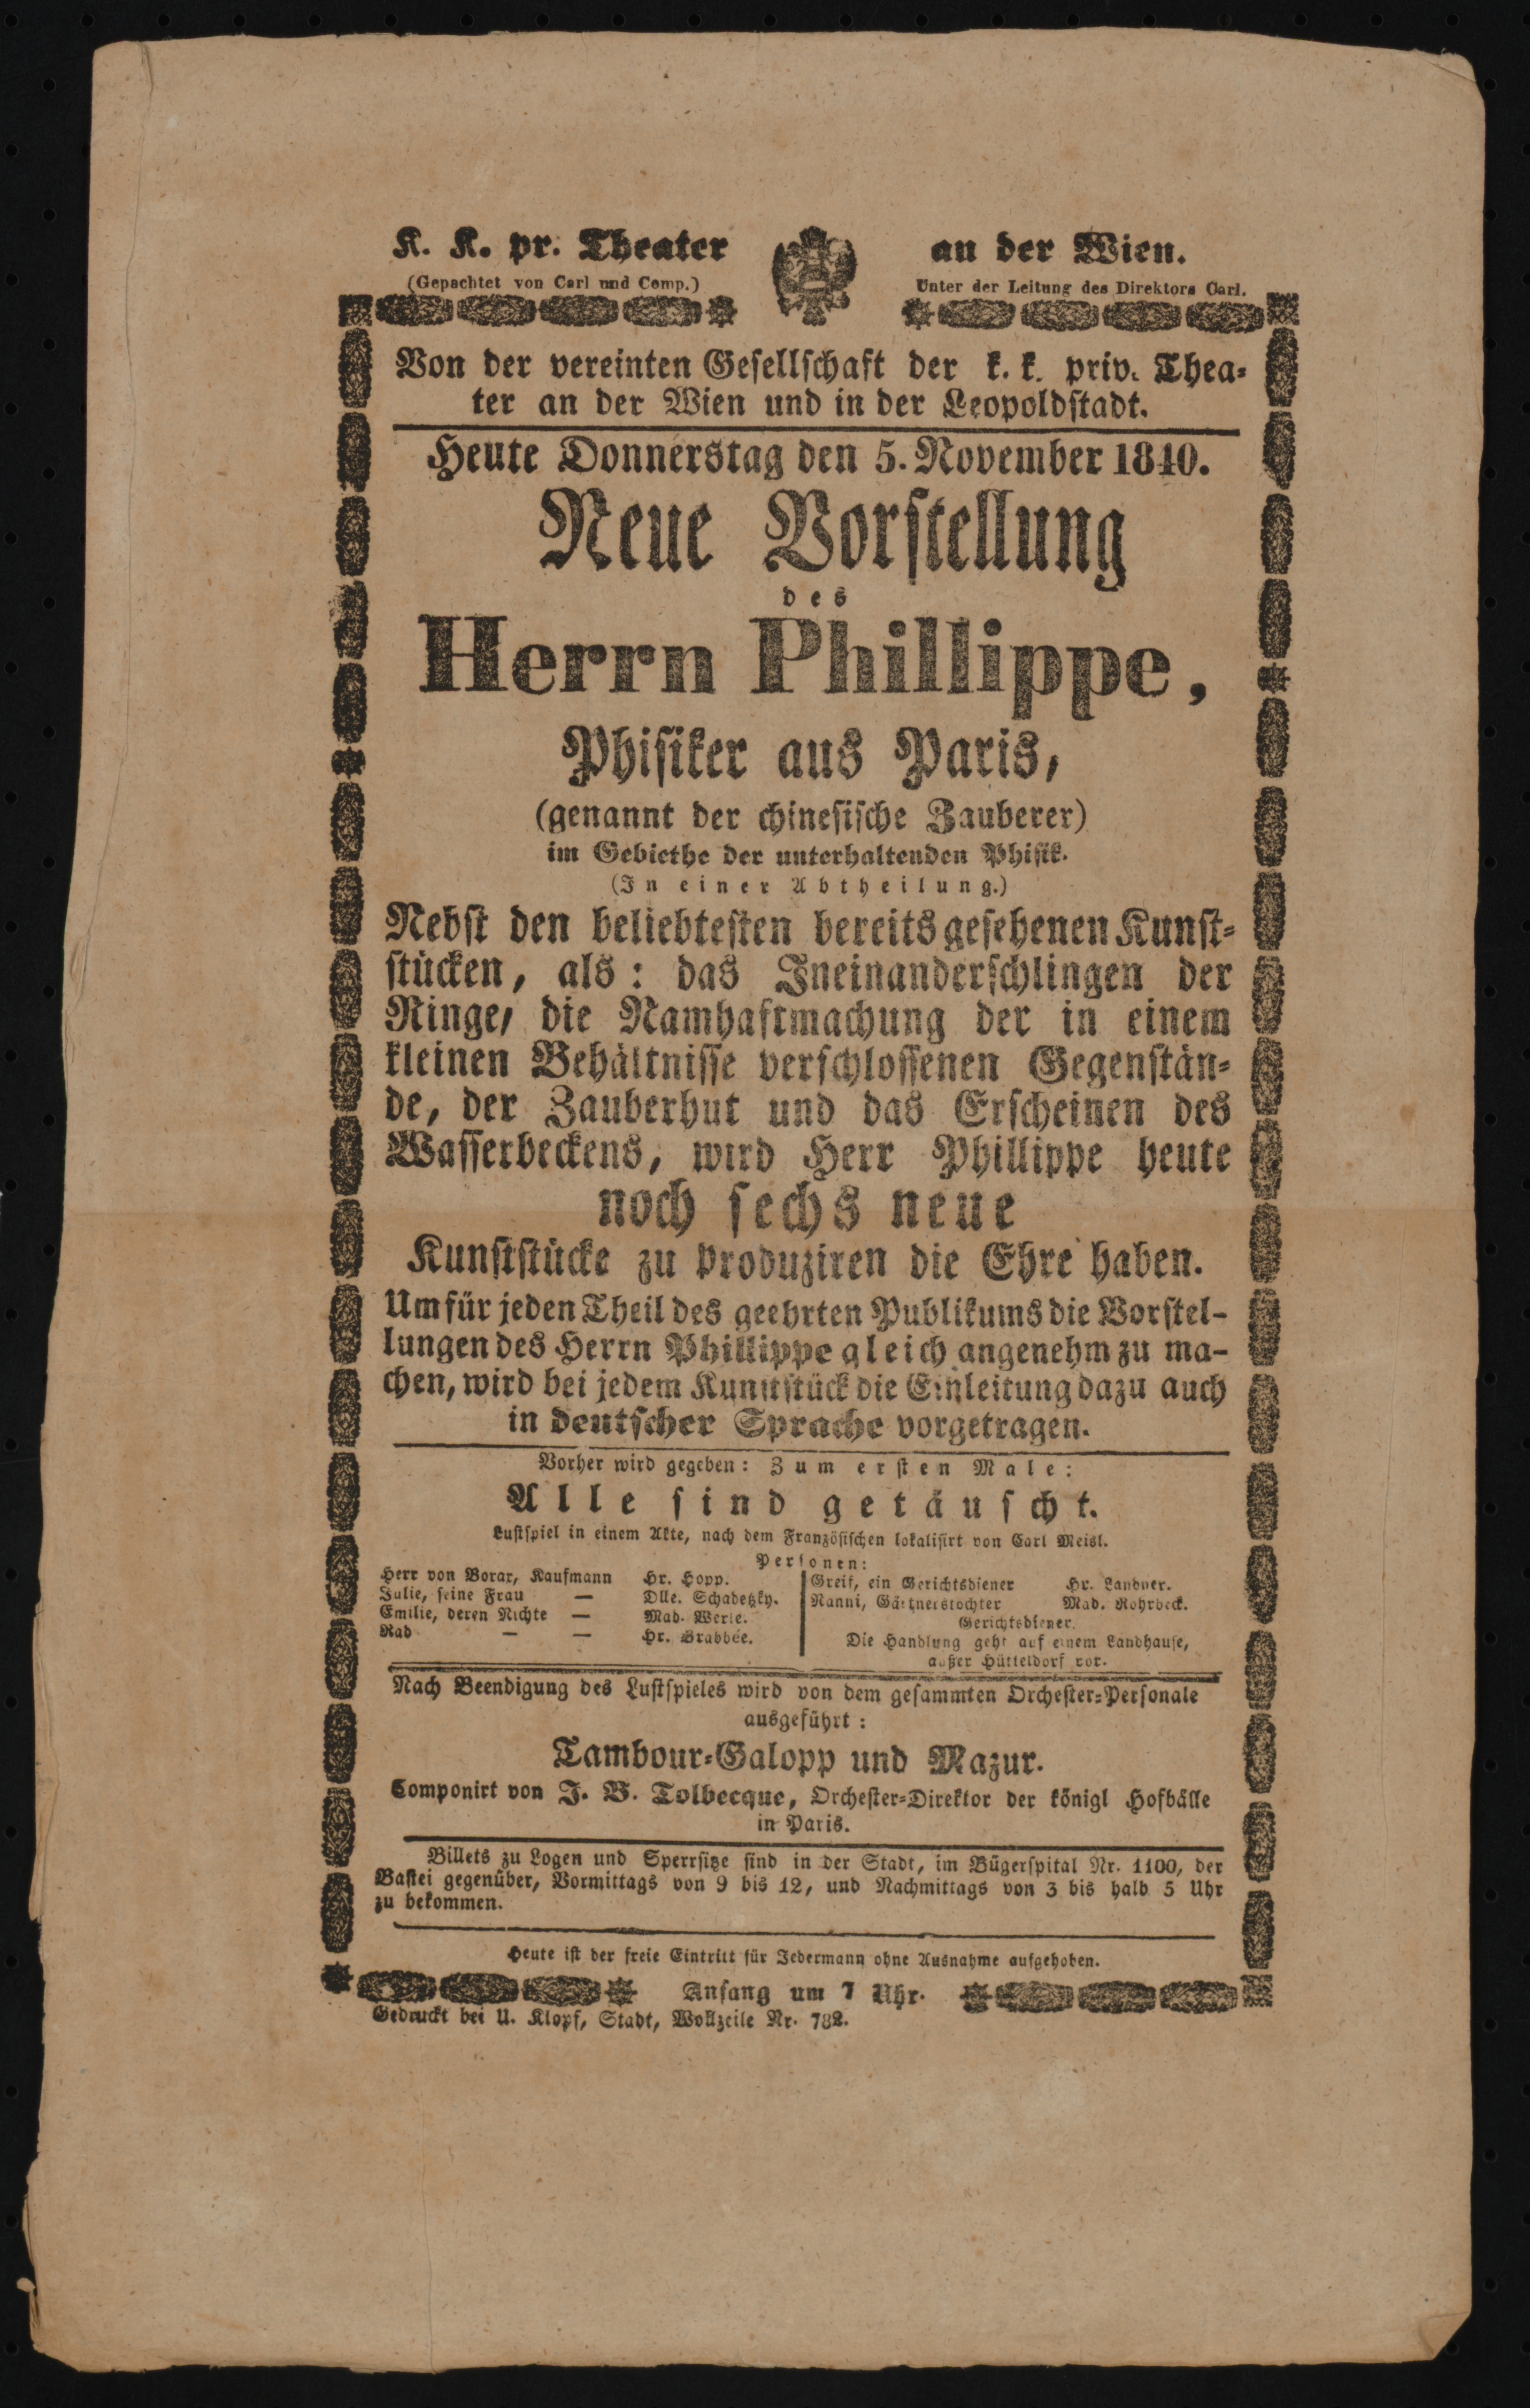 K. K. pr. Theater an der Wien.
(Gepachtet von Carl und Comp.) Unter der Leitung des Direktors Carl.
Von der vereinten Gesellschaft der k. k. priv. Thea-
ter an der Wien und in der Leopoldstadt.
Heute Donnerstag den 5. November 1840.
Neue Vorstellung
des
Herrn Phillippe,
Phisiker aus Paris,
(genannt der chinesische Zauberer)
im Gebiethe der unterhaltenden Phisik.
(In einer Abtheilung.)
Nebst den beliebtesten bereits gesehenen Kunst-
stücken, als: das Ineinanderschlingen der
Ringe, die Namhaftmachung der in einem
kleinen Behältnisse verschlossenen Gegenstän-
de, der Zauberhut und das Erscheinen des
Wasserbeckens, wird Herr Phillippe heute
noch sechs neue
Kunststücke zu produziren die Ehre haben.
Um für jeden Theil des geehrten Publikums die Vorstel-
lungen des Herrn Phillippe gleich angenehm zu ma-
chen, wird bei jedem Kunststück die Einleitung dazu auch
in deutscher Sprache vorgetragen.
Vorher wird gegeben: Zum ersten Male:
Alle sind getäuscht.
Lustspiel in einem Akte, nach dem Französischen lokalisirt von Carl Meisl.
Personen:
Herr von Borar, Kaufmann Hr. Hopp.
Julie, seine Frau — Dlle. Schadetzky.
Emilie, deren Nichte — Mad. Werle.
Rad — — Hr. Brabbée.
Greif, ein Gerichtsdiener Hr. Landner.
Nanni, Gärtnerstochter Mad. Rohrbeck.
Gerichtsdiener.
Die Handlung geht auf einem Landhause,
außer Hütteldorf vor.
Nach Beendigung des Lustspieles wird von dem gesammten Orchester-Personale
ausgeführt:
Tambour-Galopp und Mazur.
Componirt von J. B. Tolbecque, Orchester-Direktor der königl Hofbälle
in Paris.
Billets zu Logen und Sperrsitze sind in der Stadt, im Bügerspital Nr. 1100, der
Bastei gegenüber, Vormittags von 9 bis 12, und Nachmittags von 3 bis halb 5 Uhr
zu bekommen.
Heute ist der freie Eintritt für Jedermann ohne Ausnahme aufgehoben.
Anfang um 7 Uhr.
Gedruckt bei U. Klopf, Stadt, Wollzeile Nr. 782.